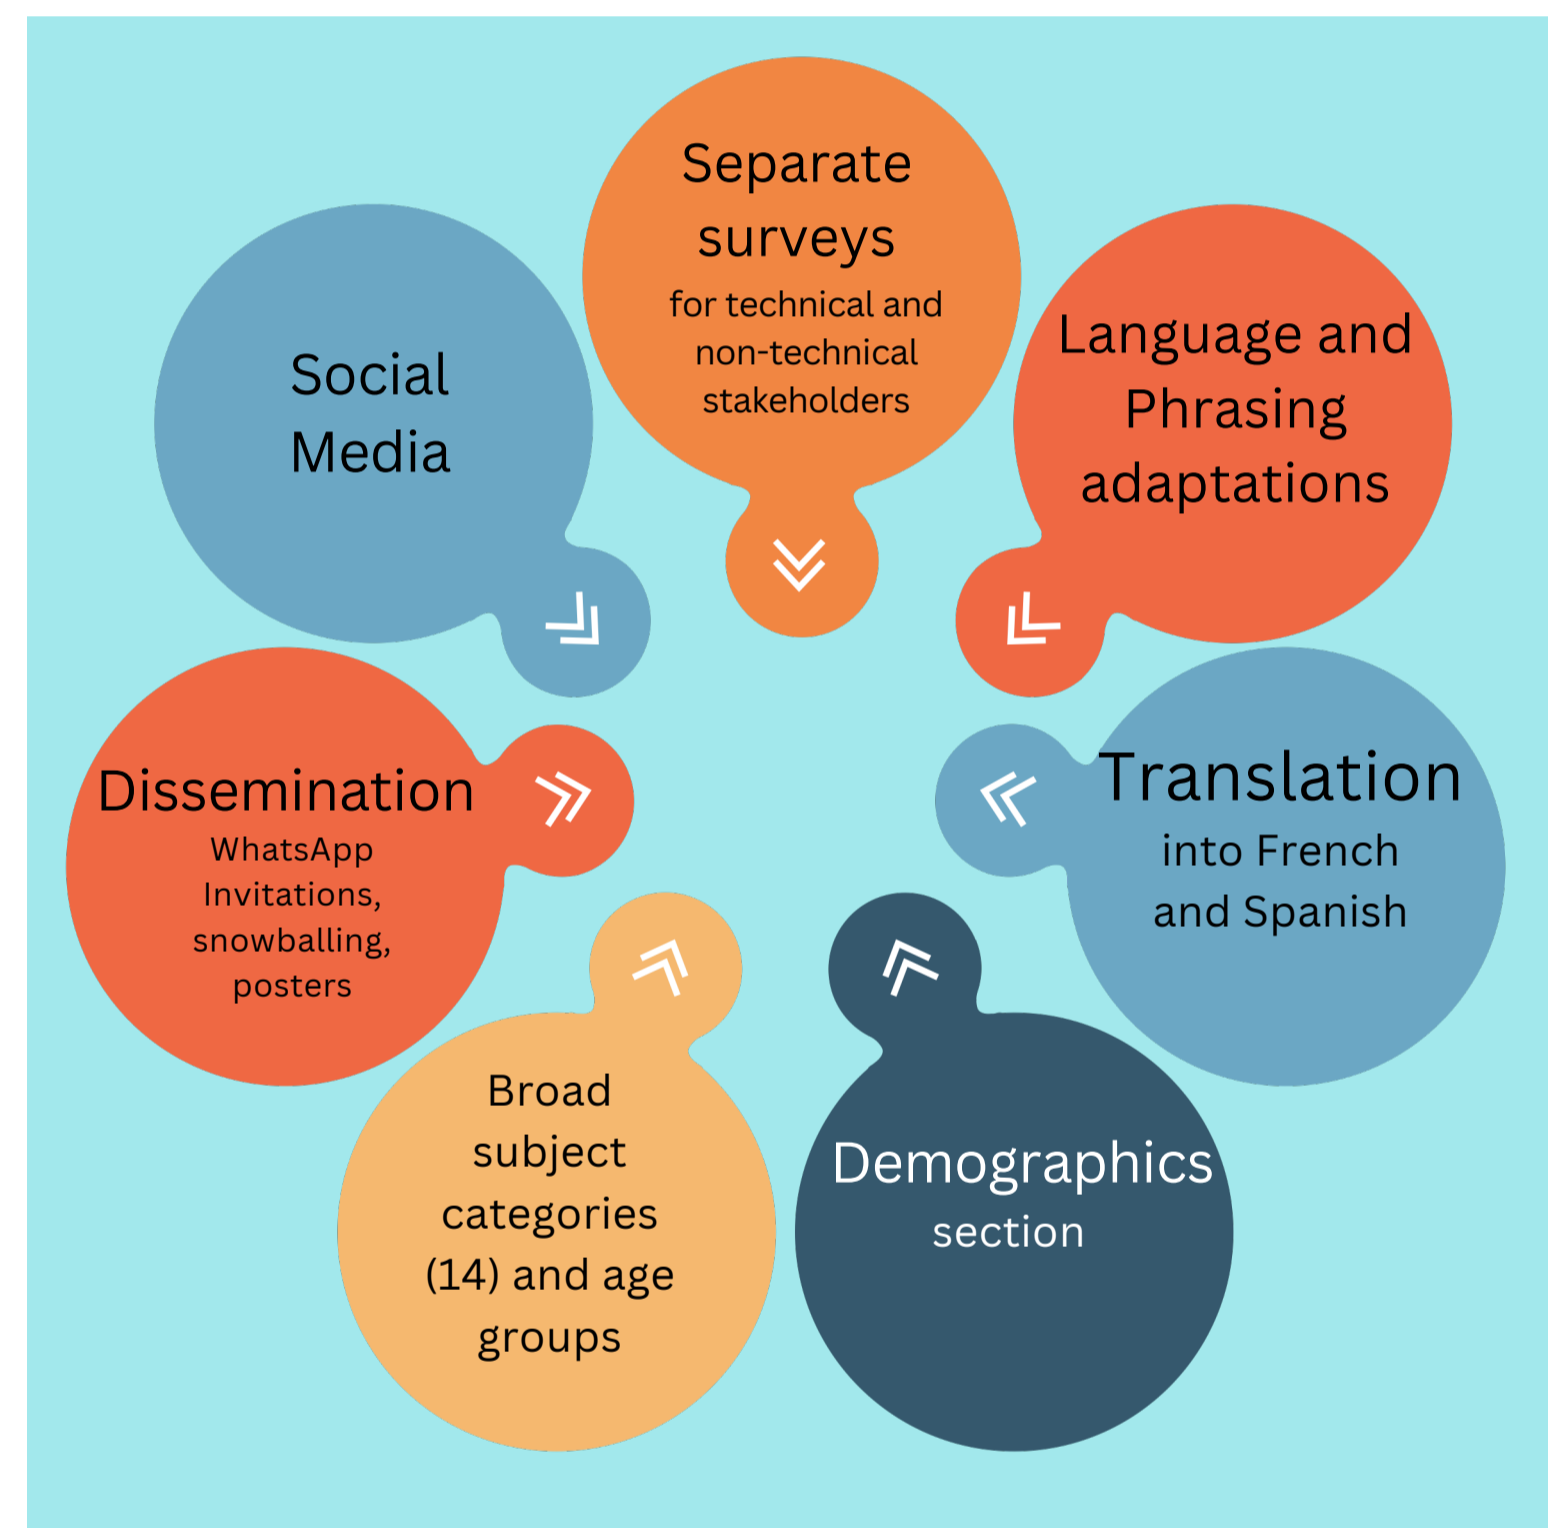 Separate
surveys
for technical and
non-technical
stakeholders
Language and
Phrasing
adaptations
Translation
into French
and Spanish
Demographics
section
Broad
subject
categories
(14) and age
groups
Dissemination
WhatsApp
Invitations,
snowballing,
posters
Social
Media